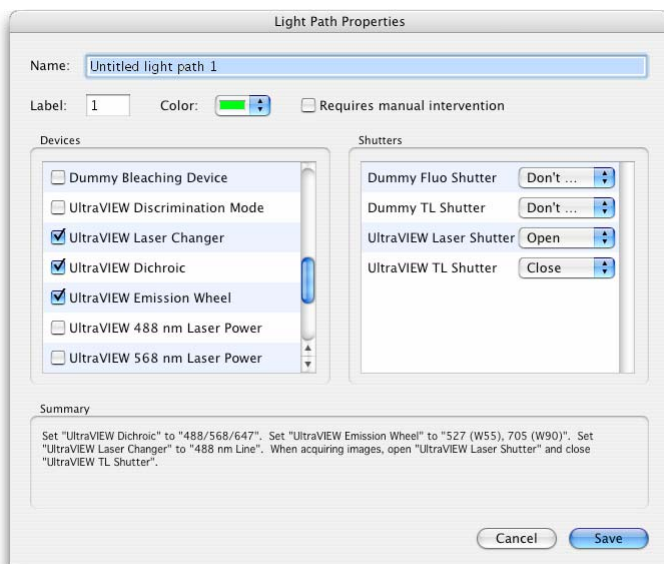 Light Path Properties
Name: Untitled light path 1
Label: 1 Color: Requires manual intervention
Devices
Dummy Bleaching Device
UltraVIEW Discrimination Mode
UltraVIEW Laser Changer
UltraVIEW Dichroic
UltraVIEW Emission Wheel
UltraVIEW 488 nm Laser Power
UltraVIEW 568 nm Laser Power
Shutters
Dummy Fluo Shutter Don't ...
Dummy TL Shutter Don't ...
UltraVIEW Laser Shutter Open
UltraVIEW TL Shutter Close
Summary
Set "UltraVIEW Dichroic" to "488/568/647". Set "UltraVIEW Emission Wheel" to "527 (W55), 705 (W90)". Set
"UltraVIEW Laser Changer" to "488 nm Line". When acquiring images, open "UltraVIEW Laser Shutter" and close
"UltraVIEW TL Shutter".
Cancel Save